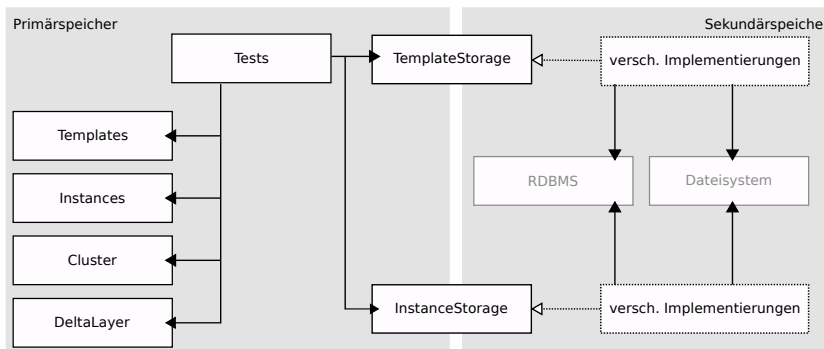 Primärspeicher
Sekundärspeiche
Tests
TemplateStorage
versch. Implementierungen
Templates
RDBMS
Dateisystem
Instances
Cluster
DeltaLayer
InstanceStorage
versch. Implementierungen